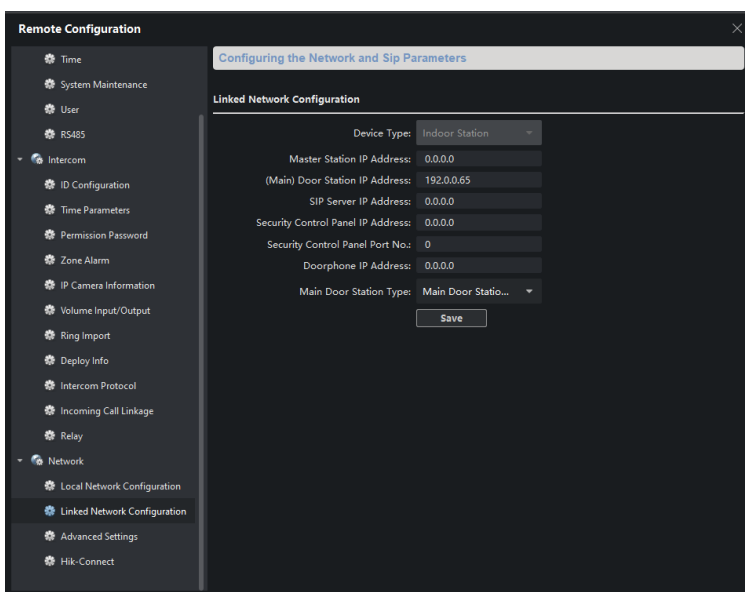 Remote Configuration
Time
System Maintenance
User
RS485
Intercom
ID Configuration
Time Parameters
Permission Password
Zone Alarm
IP Camera Information
Volume Input/Output
Ring Import
Deploy Info
Intercom Protocol
Incoming Call Linkage
Relay
Network
Local Network Configuration
Linked Network Configuration
Advanced Settings
Hik-Connect
Configuring the Network and Sip Parameters
Linked Network Configuration
Device Type: Indoor Station
Master Station IP Address: 0.0.0.0
(Main) Door Station IP Address: 192.0.0.65
SIP Server IP Address: 0.0.0.0
Security Control Panel IP Address: 0.0.0.0
Security Control Panel Port No.: 0
Doorphone IP Address: 0.0.0.0
Main Door Station Type: Main Door Statio...
Save